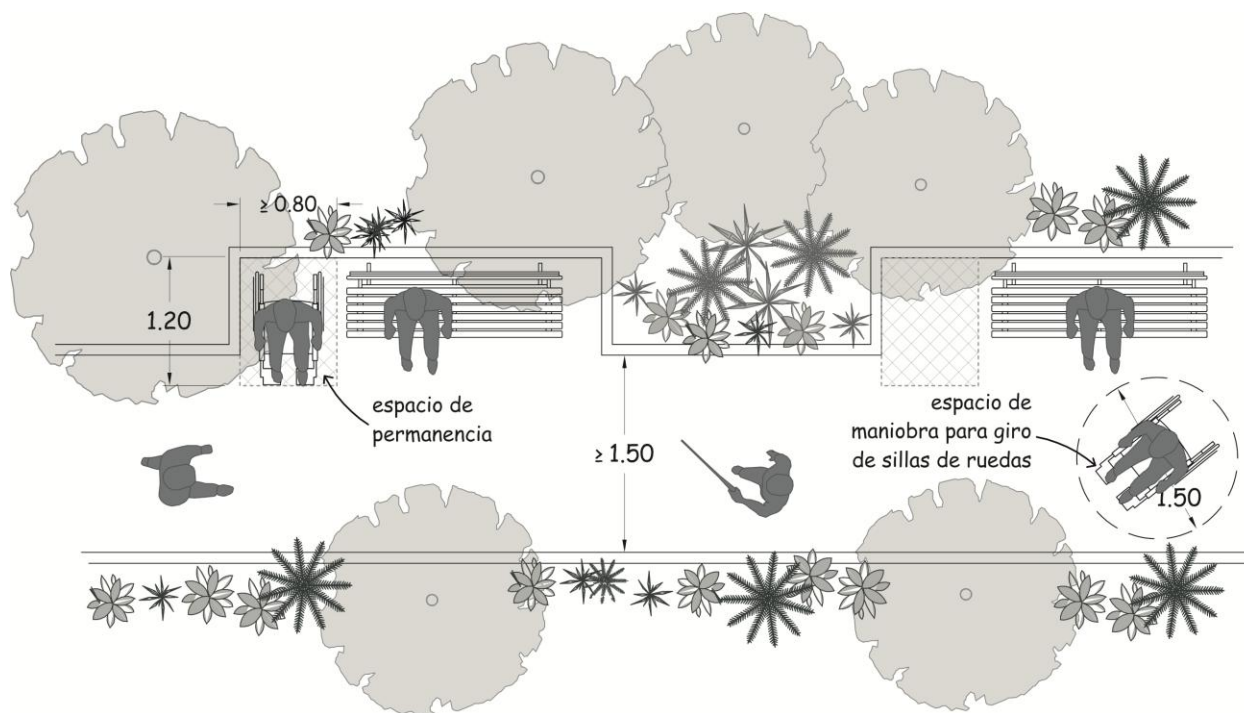 ≥ 0.80
1.20
espacio de
permanencia
≥ 1.50
espacio de
maniobra para giro
de sillas de ruedas
1.50